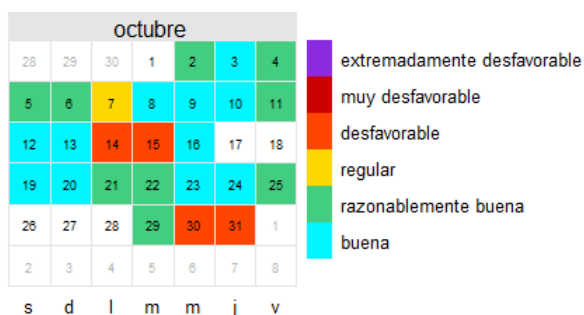 octubre
28 29 30 1 2 3 4
5 6 7 8 9 10 11
12 13 14 15 16 17 18
19 20 21 22 23 24 25
26 27 28 29 30 31 1
2 3 4 5 6 7 8
s d l m m j v
extremadamente desfavorable
muy desfavorable
desfavorable
regular
razonablemente buena
buena